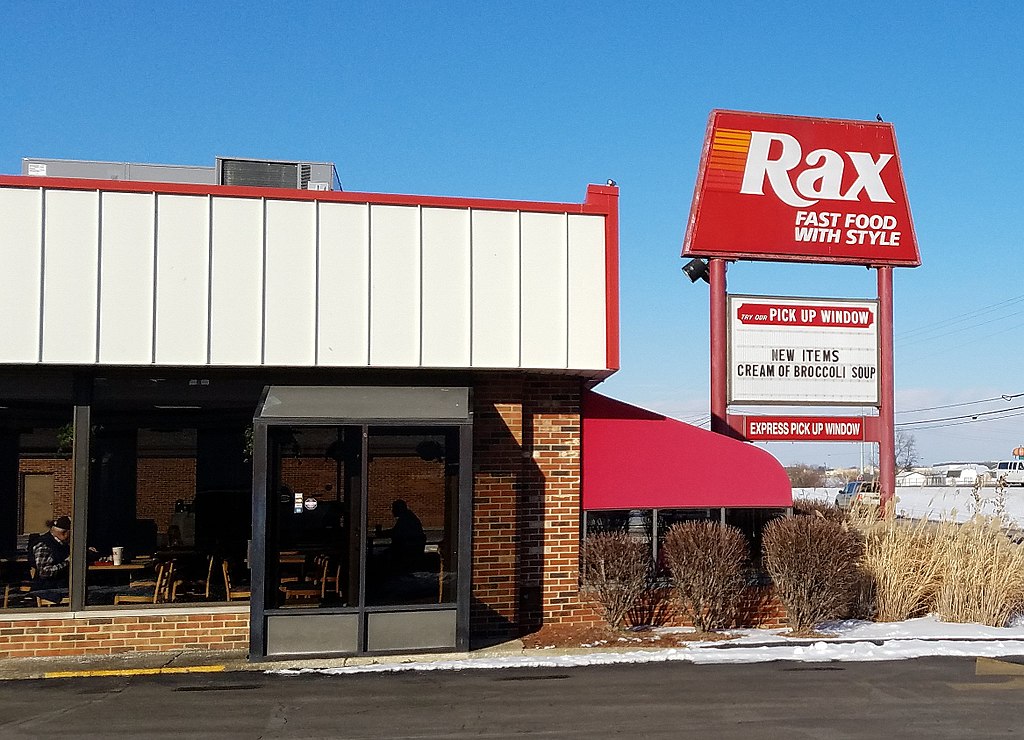 Rax
FAST FOOD
WITH STYLE
TRY OUR PICK UP WINDOW
NEW ITEMS
CREAM OF BROCCOLI SOUP
EXPRESS PICK UP WINDOW